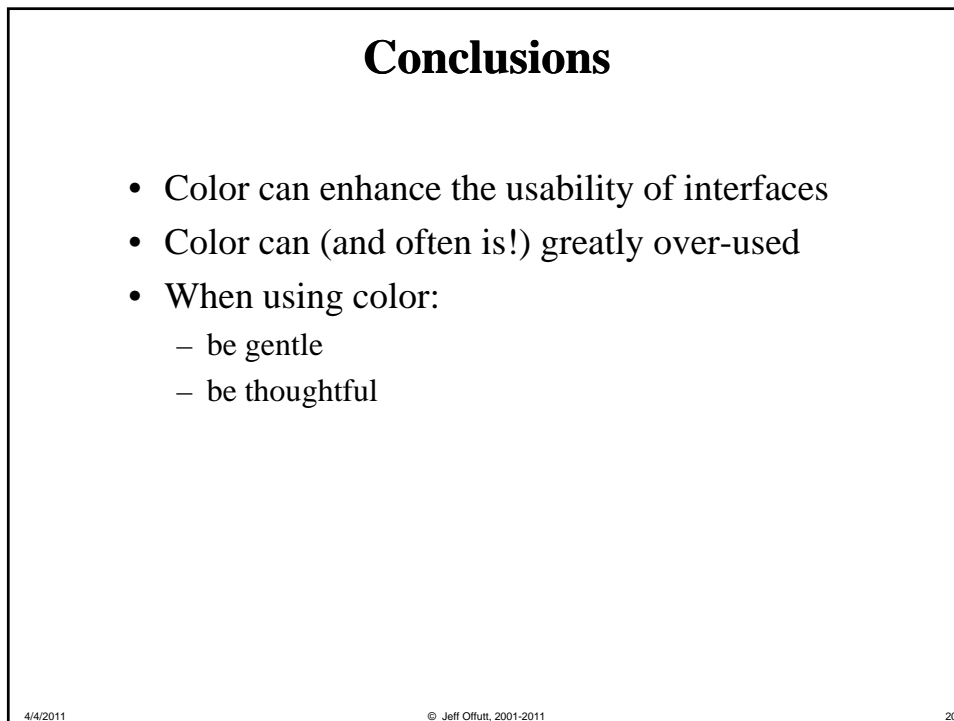 Conclusions
• Color can enhance the usability of interfaces
• Color can (and often is!) greatly over-used
• When using color:
– be gentle
– be thoughtful
4/4/2011
© Jeff Offutt, 2001-2011
20